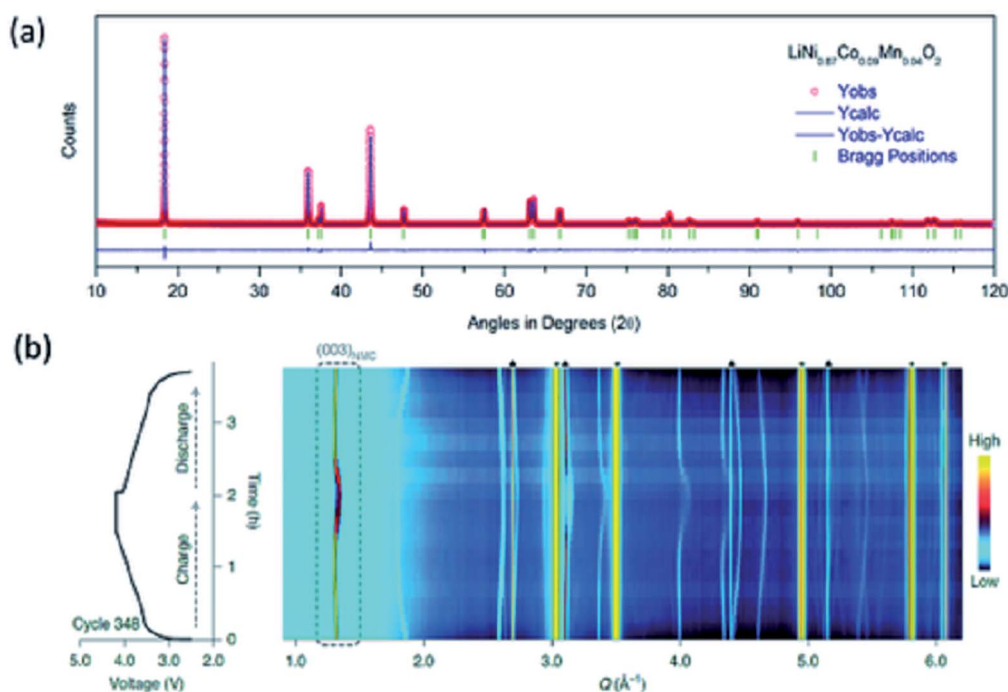 (a)
LiNi0.87Co0.09Mn0.04O2
Yobs
Ycalc
Yobs-Ycalc
Bragg Positions
Counts
10 20 30 40 50 60 70 80 90 100 110 120
Angles in Degrees (2θ)
(b)
(003)NMC
Discharge
Charge
Time (h)
3
2
1
0
Cycle 348
5.0 4.0 3.0 2.0
Voltage (V)
High
Low
1.0 2.0 3.0 4.0 5.0 6.0
Q (Å⁻¹)